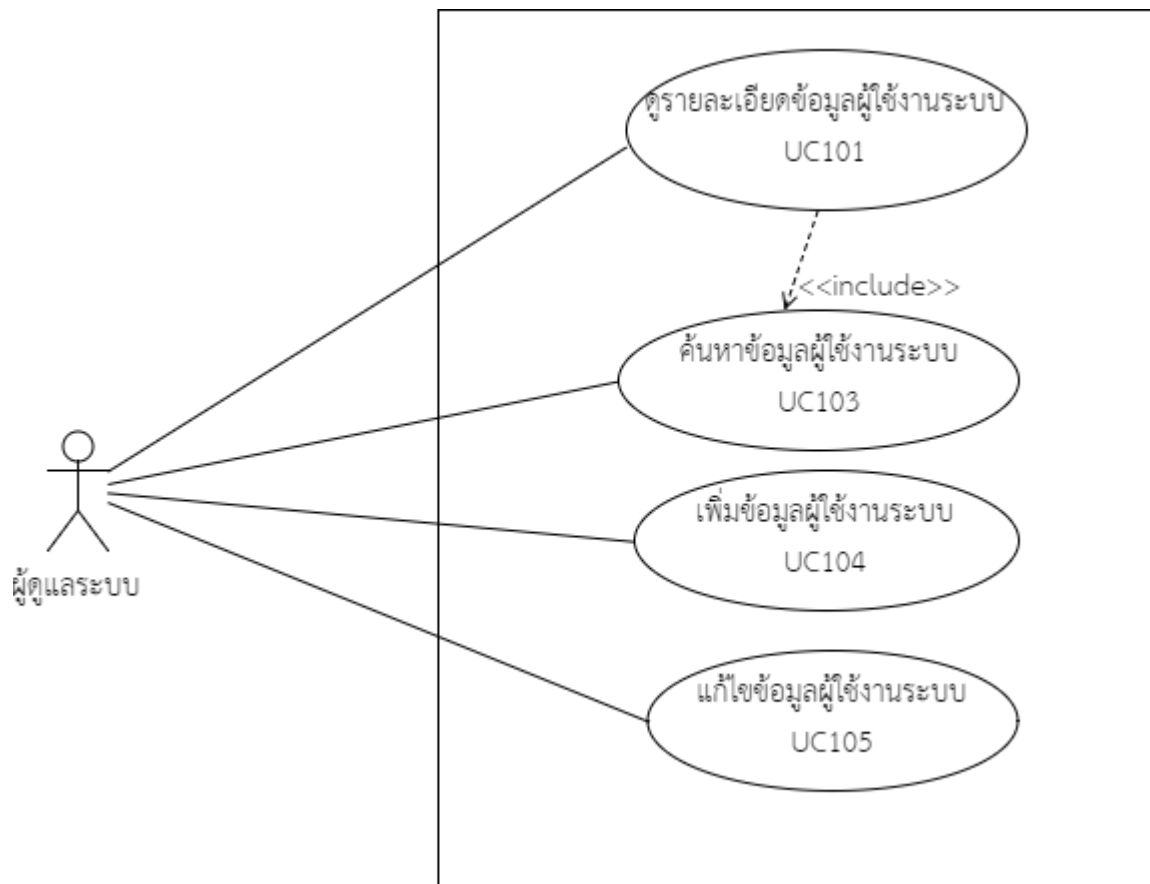 ดูรายละเอียดข้อมูลผู้ใช้งานระบบ
UC101
<<include>>
ค้นหาข้อมูลผู้ใช้งานระบบ
UC103
เพิ่มข้อมูลผู้ใช้งานระบบ
UC104
ผู้ดูแลระบบ
แก้ไขข้อมูลผู้ใช้งานระบบ
UC105